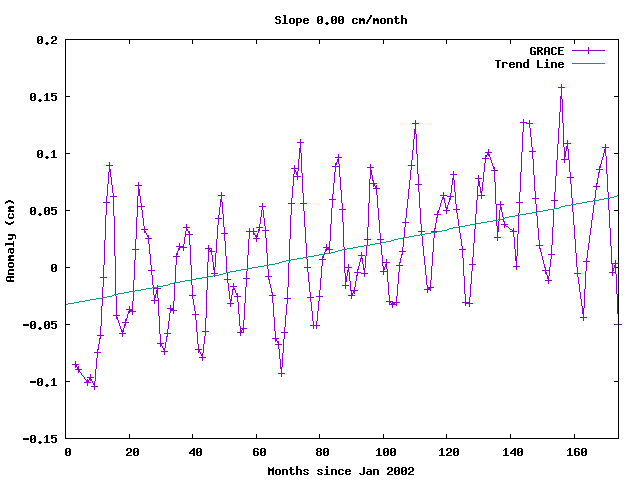 Slope 0.00 cm/month
GRACE
Trend Line
0.2
0.15
0.1
0.05
0
-0.05
-0.1
-0.15
Anomaly (cm)
0 20 40 60 80 100 120 140 160
Months since Jan 2002